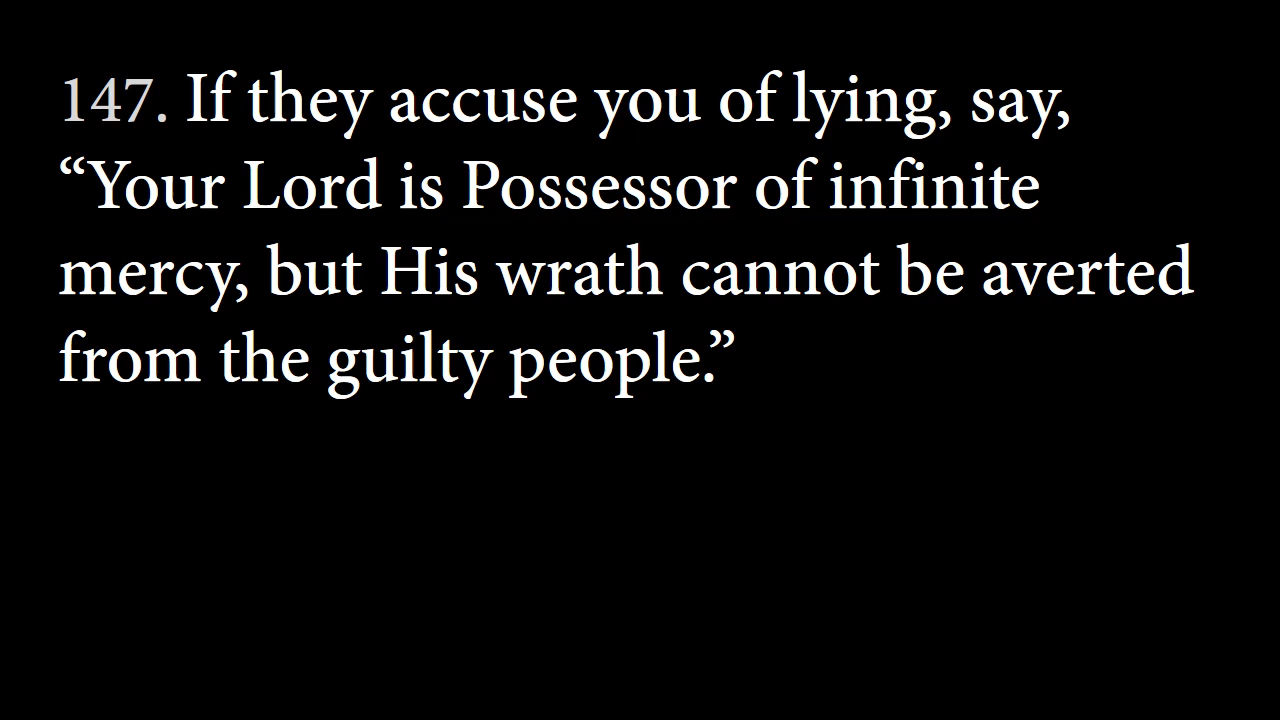 147. If they accuse you of lying, say,
“Your Lord is Possessor of infinite
mercy, but His wrath cannot be averted
from the guilty people.”